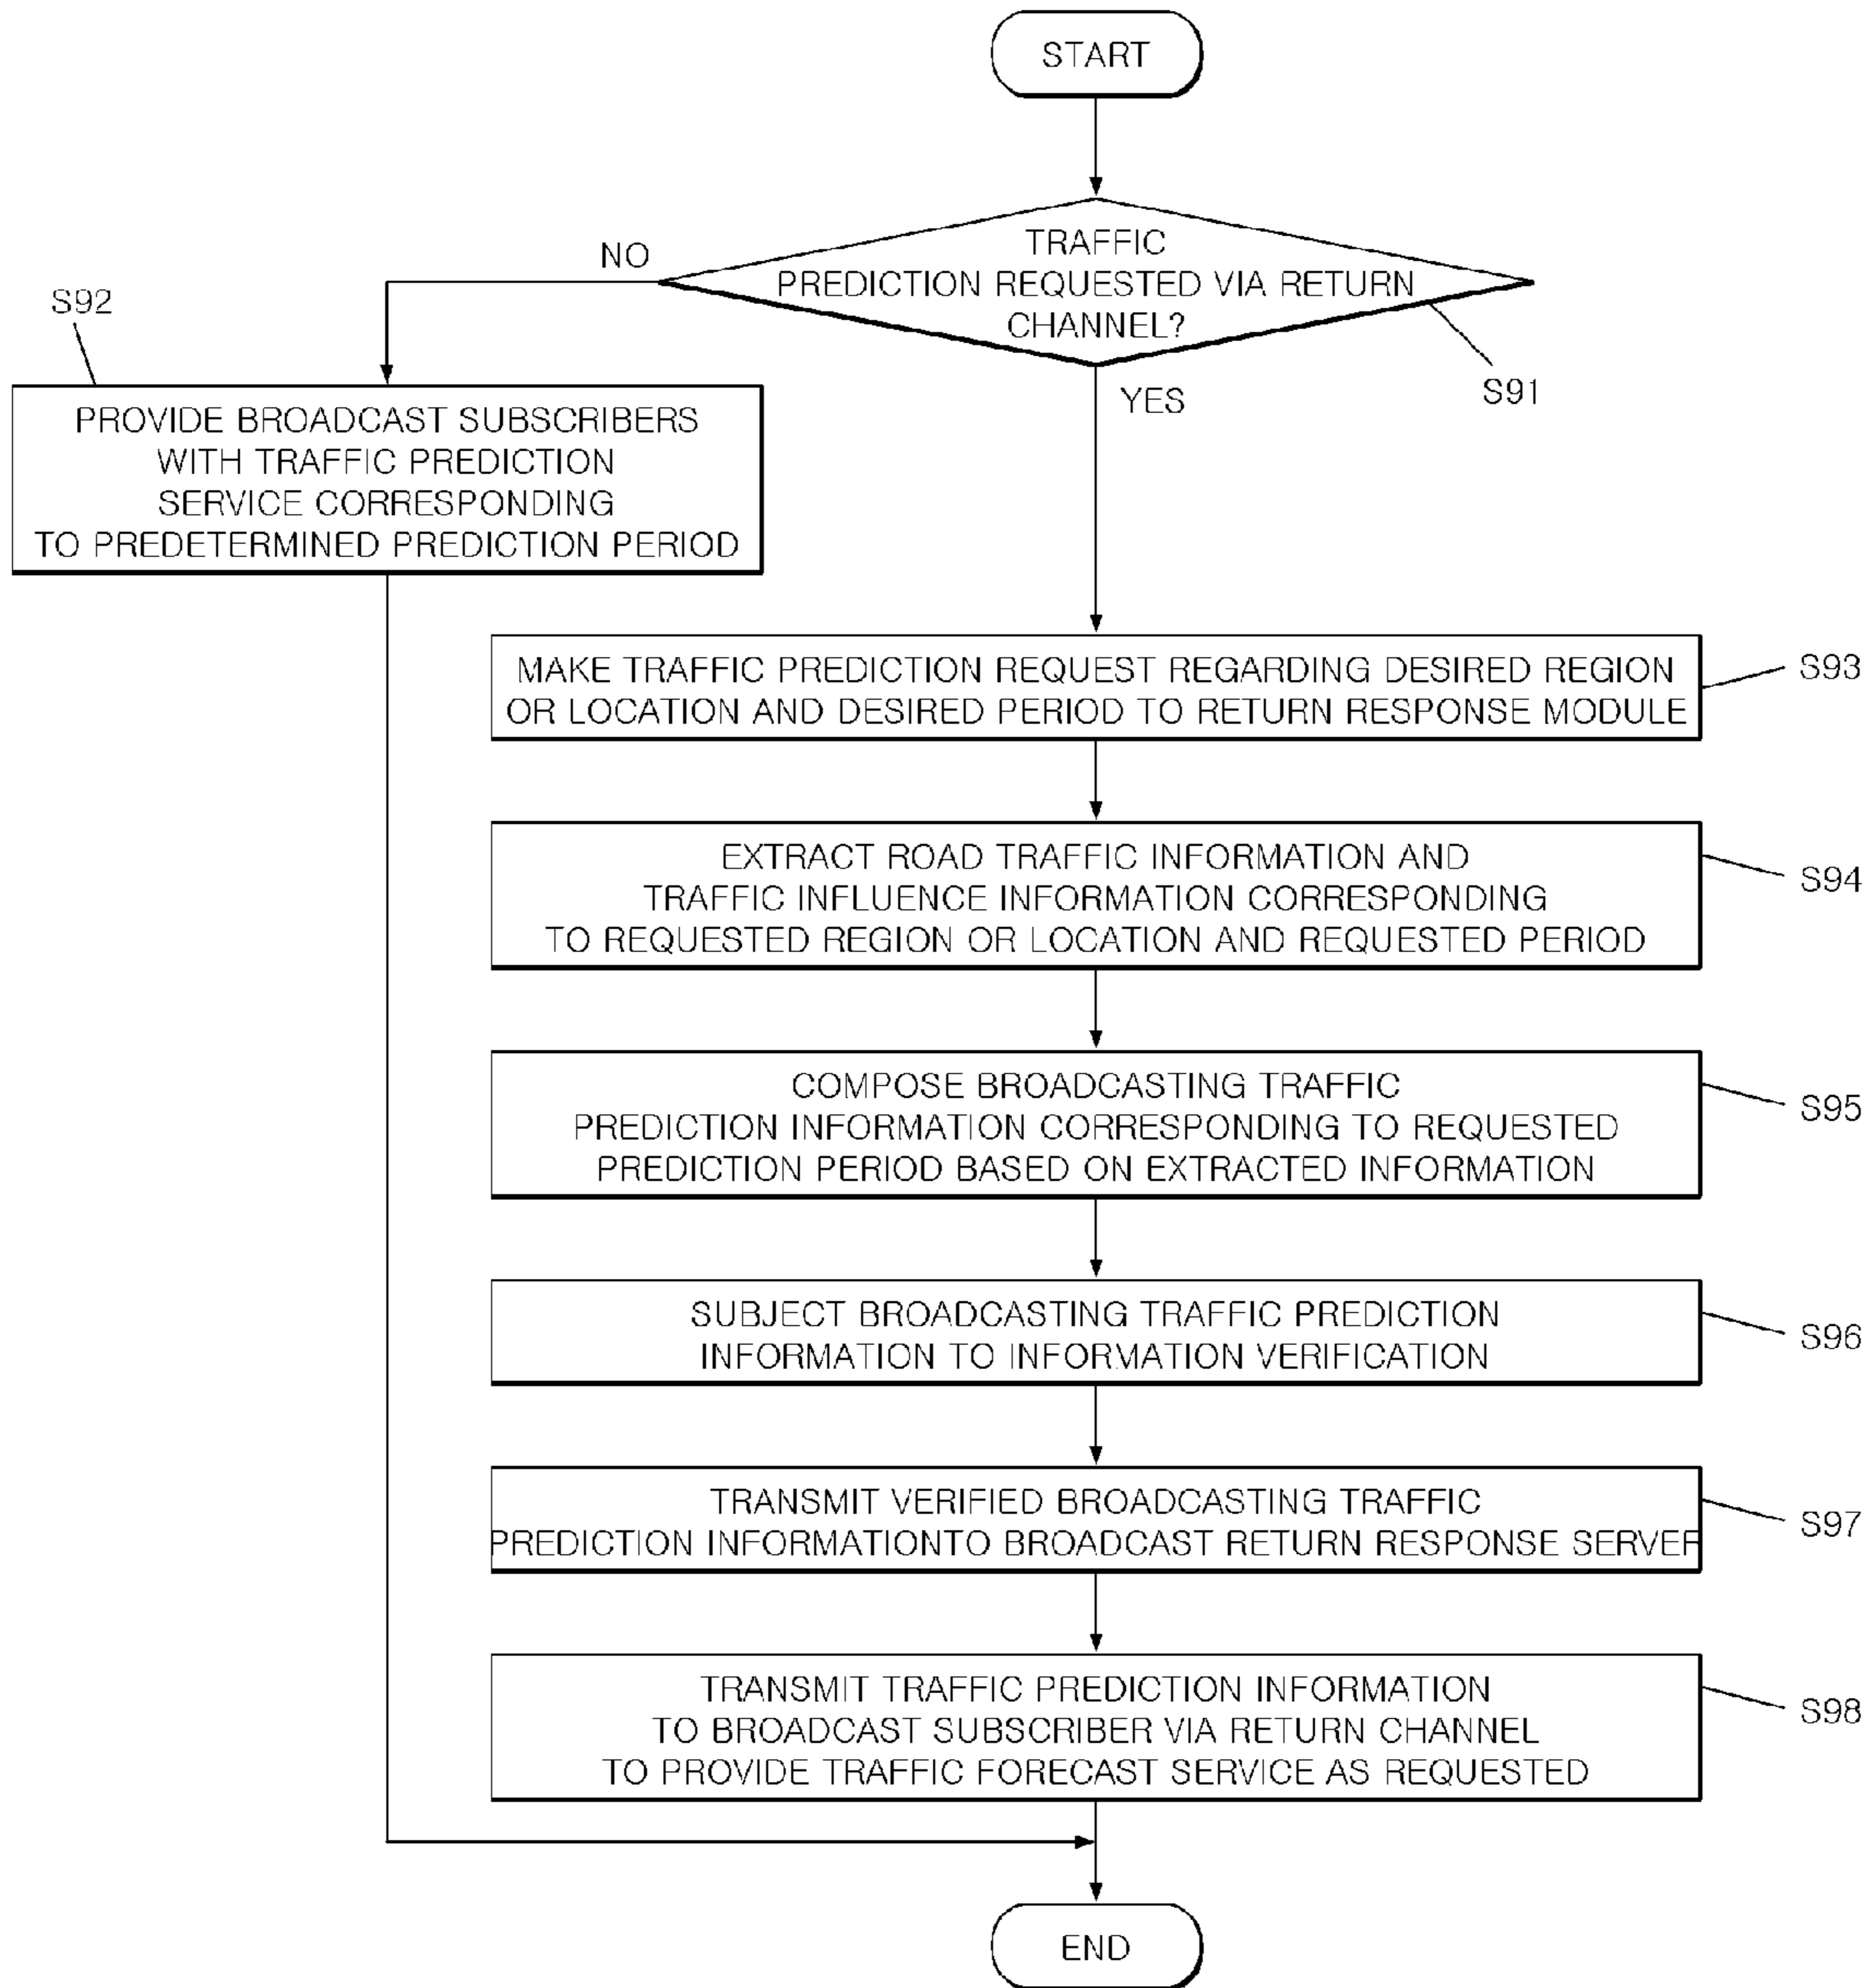 START
TRAFFIC
PREDICTION REQUESTED VIA RETURN
CHANNEL?
NO
YES
S91
S92
PROVIDE BROADCAST SUBSCRIBERS
WITH TRAFFIC PREDICTION
SERVICE CORRESPONDING
TO PREDETERMINED PREDICTION PERIOD
MAKE TRAFFIC PREDICTION REQUEST REGARDING DESIRED REGION
OR LOCATION AND DESIRED PERIOD TO RETURN RESPONSE MODULE
S93
EXTRACT ROAD TRAFFIC INFORMATION AND
TRAFFIC INFLUENCE INFORMATION CORRESPONDING
TO REQUESTED REGION OR LOCATION AND REQUESTED PERIOD
S94
COMPOSE BROADCASTING TRAFFIC
PREDICTION INFORMATION CORRESPONDING TO REQUESTED
PREDICTION PERIOD BASED ON EXTRACTED INFORMATION
S95
SUBJECT BROADCASTING TRAFFIC PREDICTION
INFORMATION TO INFORMATION VERIFICATION
S96
TRANSMIT VERIFIED BROADCASTING TRAFFIC
PREDICTION INFORMATIONTO BROADCAST RETURN RESPONSE SERVER
S97
TRANSMIT TRAFFIC PREDICTION INFORMATION
TO BROADCAST SUBSCRIBER VIA RETURN CHANNEL
TO PROVIDE TRAFFIC FORECAST SERVICE AS REQUESTED
S98
END